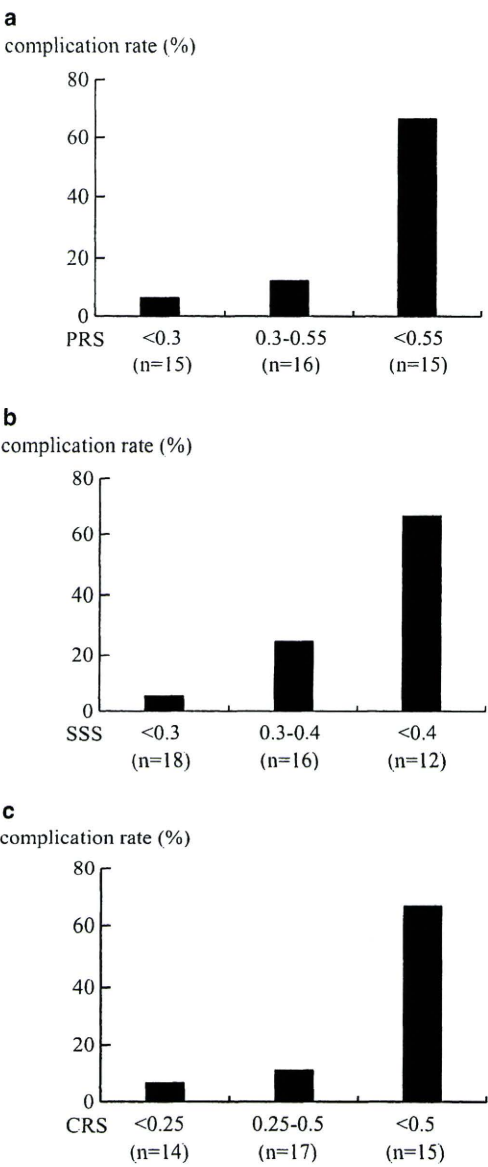 a
complication rate (%)
80
60
40
20
0
PRS <0.3 0.3-0.55 <0.55
(n=15) (n=16) (n=15)
b
complication rate (%)
80
60
40
20
0
SSS <0.3 0.3-0.4 <0.4
(n=18) (n=16) (n=12)
c
complication rate (%)
80
60
40
20
0
CRS <0.25 0.25-0.5 <0.5
(n=14) (n=17) (n=15)